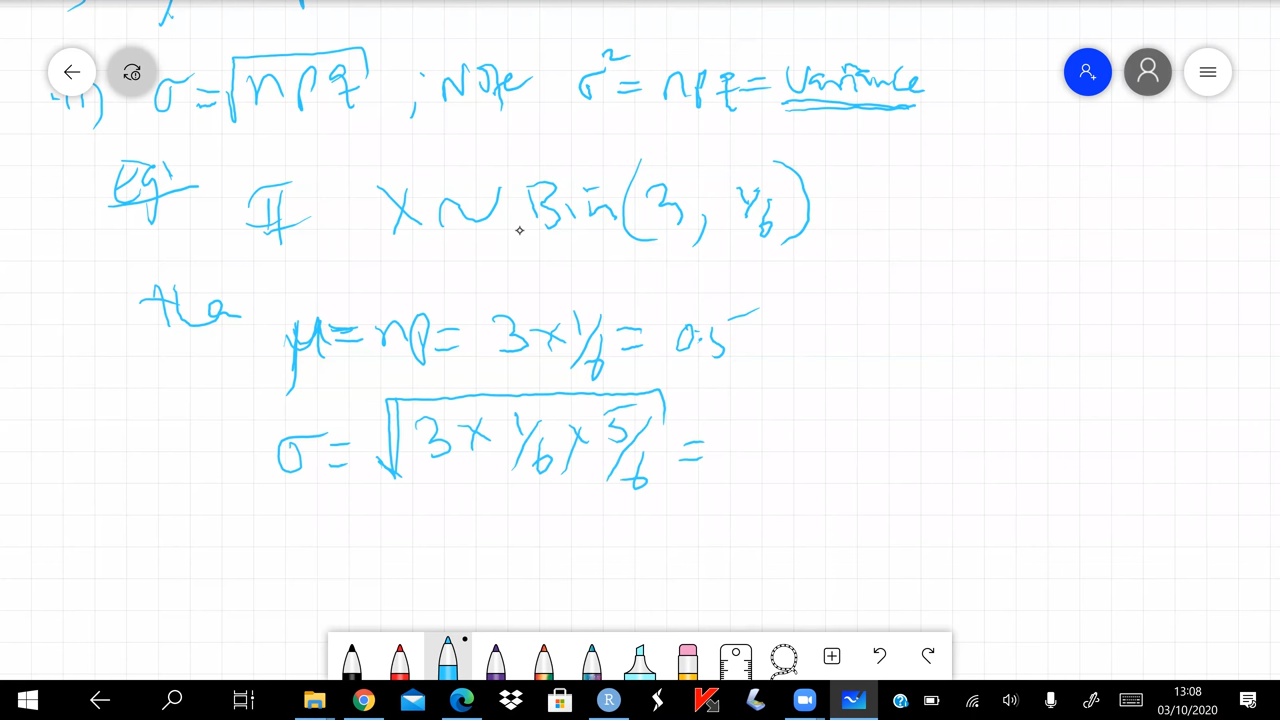 iii) σ = √npq ; Note σ² = npq = variance
Eg: If X ~ Bin(3, 1/6)
then
μ = np = 3 × 1/6 = 0.5
σ = √3 × 1/6 × 5/6 =
13:08
03/10/2020